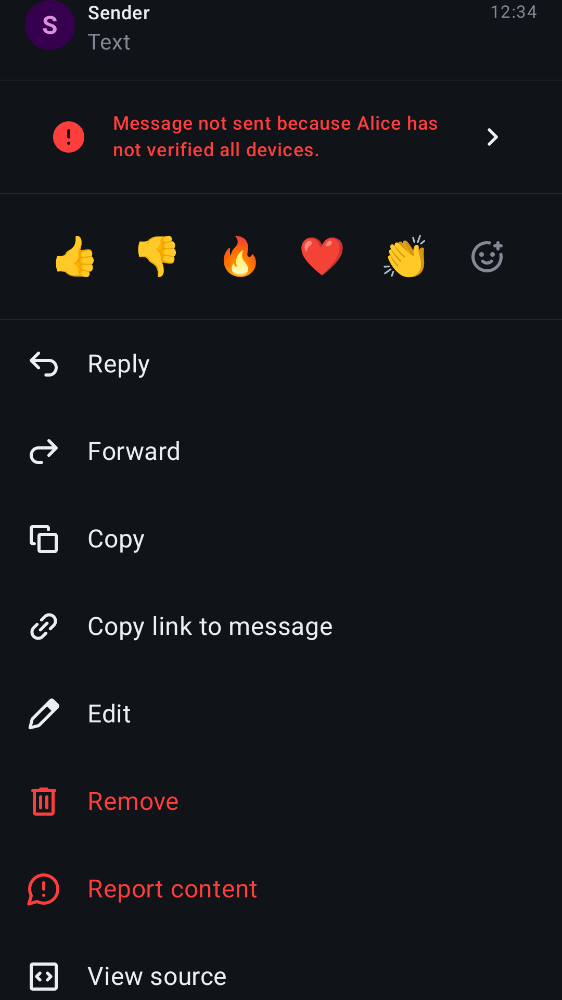 S
Sender
12:34
Text
Message not sent because Alice has
not verified all devices.
Reply
Forward
Copy
Copy link to message
Edit
Remove
Report content
View source